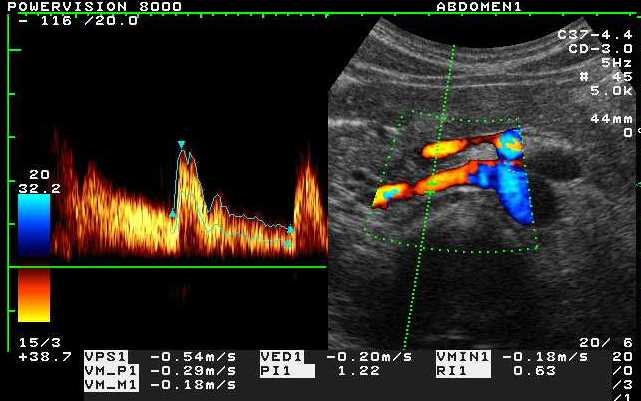 POWERVISION 8000 ABDOMEN1
- 116 /20.0
C37-4.4
CD-3.0
5Hz
# 45
5.0K
44mm
0°
20
32.2
15/3
+38.7
20/ 6
20
0
/3
/1
VPS1 -0.54m/s VED1 -0.20m/s VMIN1 -0.18m/s
VM_P1 -0.29m/s PI1 1.22 RI1 0.63
VM_M1 -0.18m/s